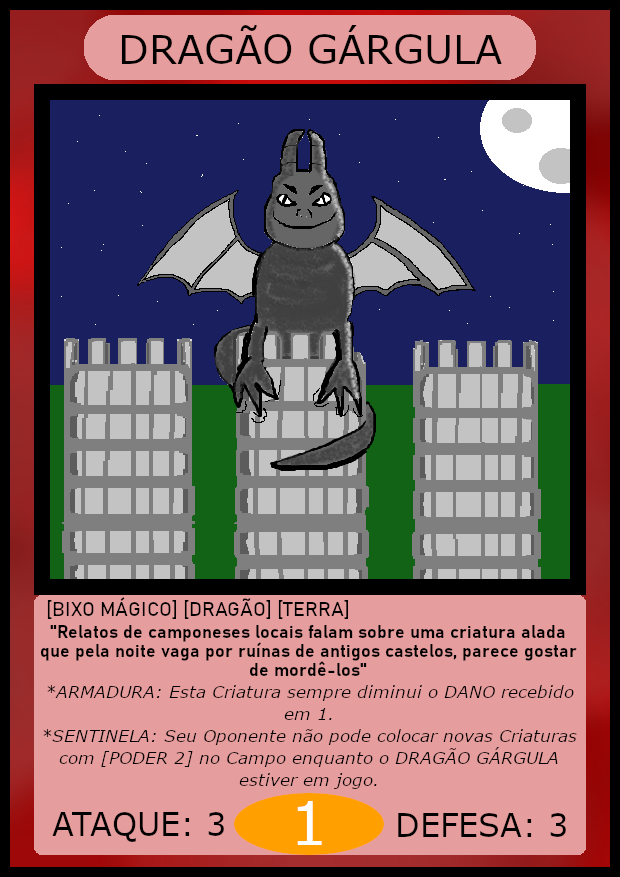 DRAGÃO GÁRGULA
[BIXO MÁGICO] [DRAGÃO] [TERRA]
"Relatos de camponeses locais falam sobre uma criatura alada
que pela noite vaga por ruínas de antigos castelos, parece gostar
de mordê-los"
*ARMADURA: Esta Criatura sempre diminui o DANO recebido
em 1.
*SENTINELA: Seu Oponente não pode colocar novas Criaturas
com [PODER 2] no Campo enquanto o DRAGÃO GÁRGULA
estiver em jogo.
ATAQUE: 3 1 DEFESA: 3